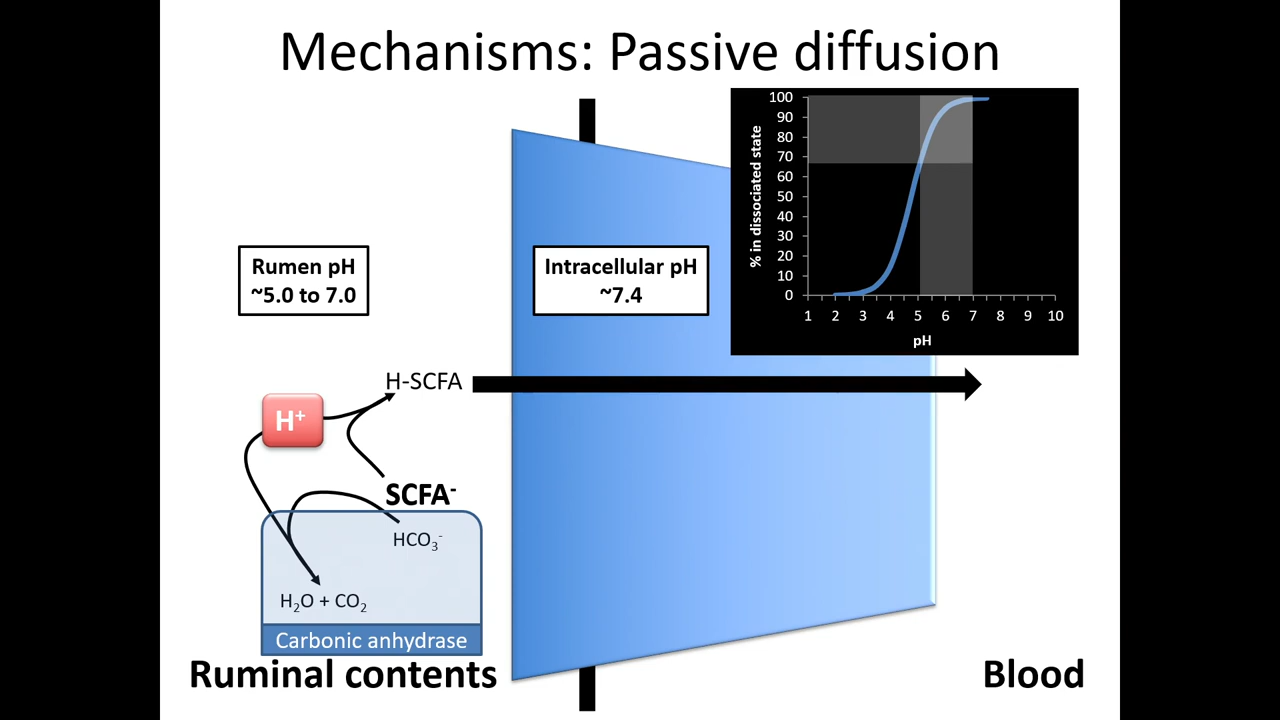 Mechanisms: Passive diffusion
% in dissociated state
100
90
80
70
60
50
40
30
20
10
0
1 2 3 4 5 6 7 8 9 10
pH
Rumen pH
~5.0 to 7.0
Intracellular pH
~7.4
H-SCFA
H⁺
SCFA⁻
HCO₃⁻
H₂O + CO₂
Carbonic anhydrase
Ruminal contents
Blood